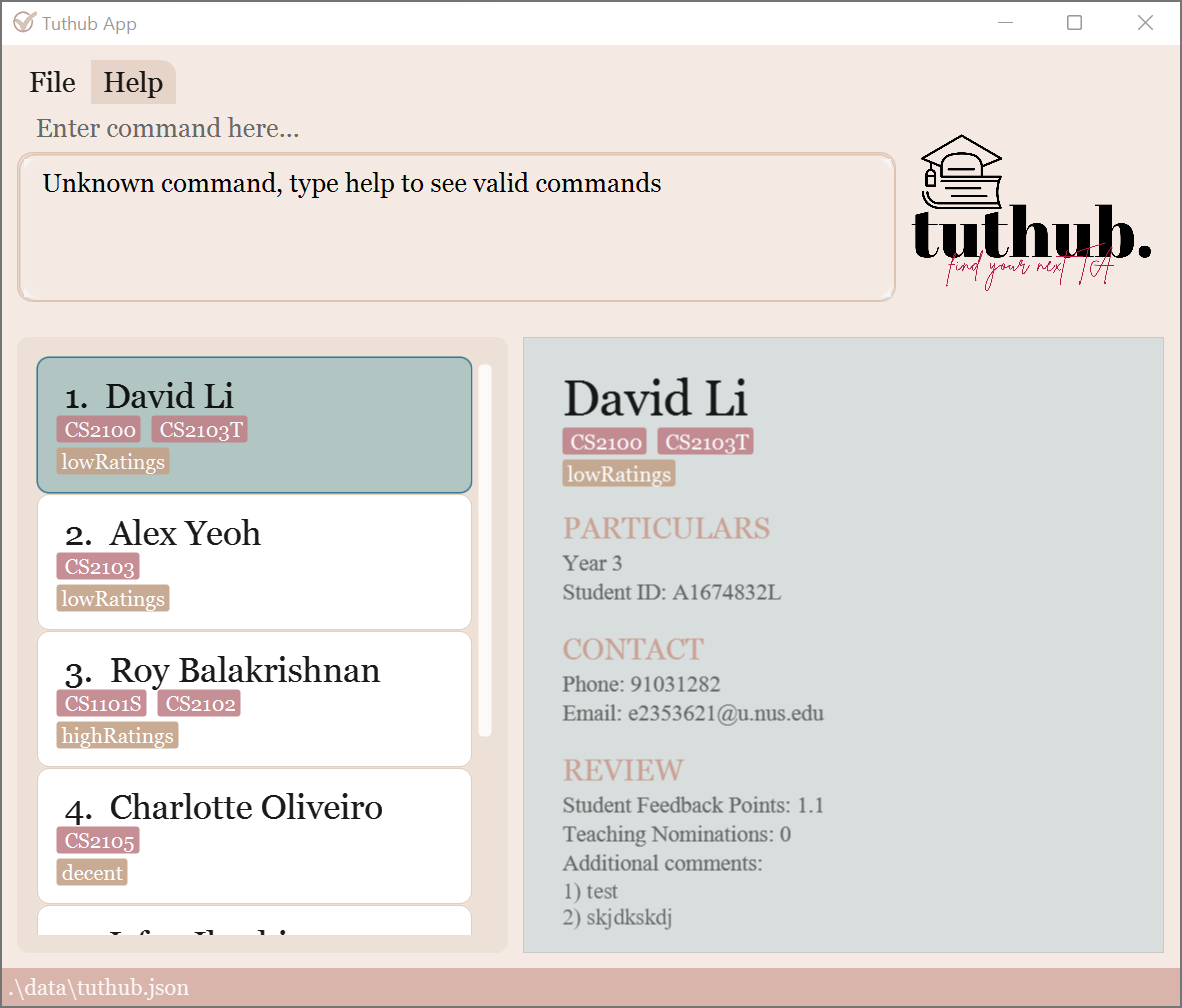 Tuthub App
File Help
Enter command here...
Unknown command, type help to see valid commands
tuthub.
find your next TA
1. David Li
CS2100 CS2103T
lowRatings
2. Alex Yeoh
CS2103
lowRatings
3. Roy Balakrishnan
CS1101S CS2102
highRatings
4. Charlotte Oliveiro
CS2105
decent
David Li
CS2100 CS2103T
lowRatings
PARTICULARS
Year 3
Student ID: A1674832L
CONTACT
Phone: 91031282
Email: e2353621@u.nus.edu
REVIEW
Student Feedback Points: 1.1
Teaching Nominations: 0
Additional comments:
1) test
2) skjdkskdj
.\data\tuthub.json